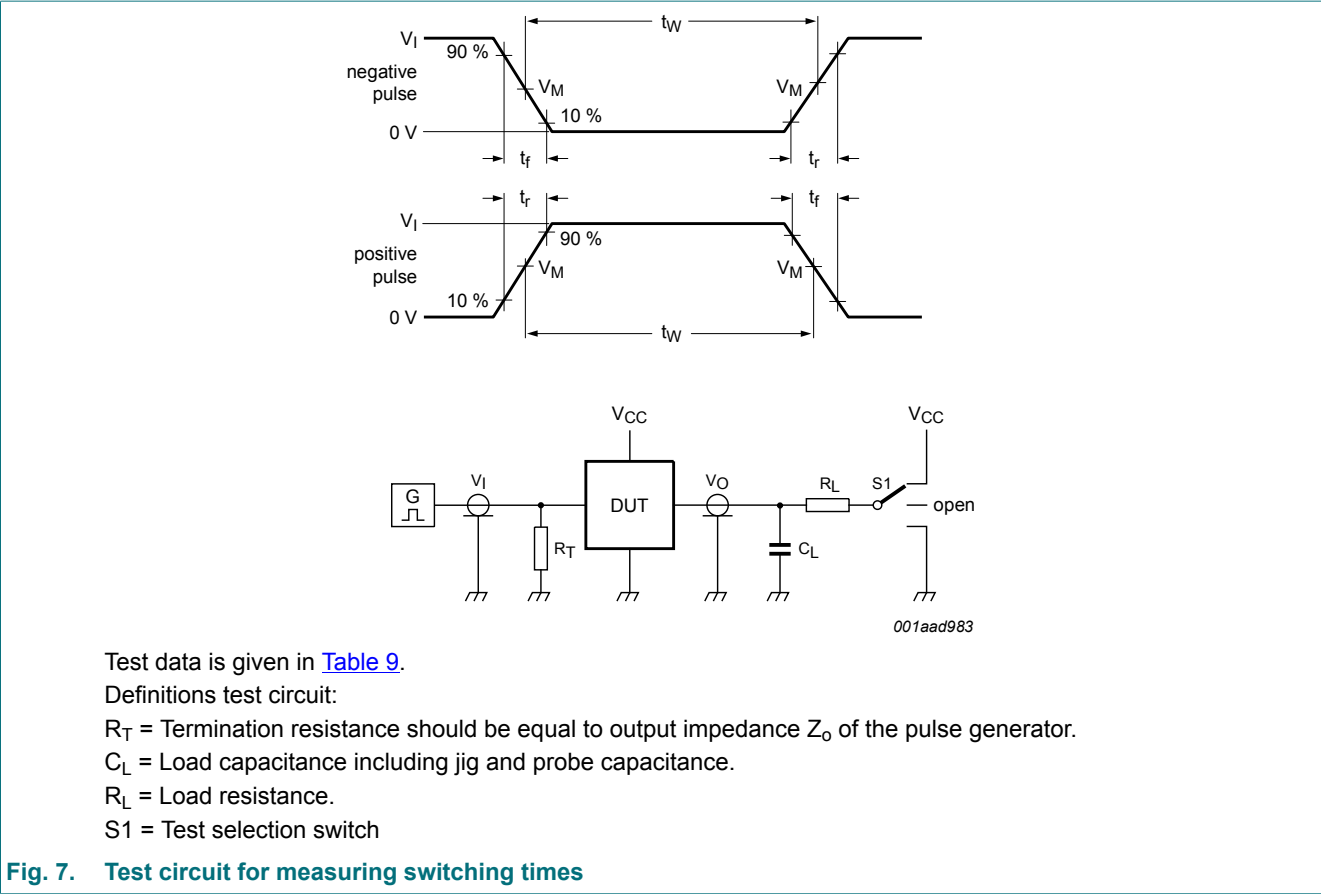 tW
VI
90 %
negative
pulse
VM
VM
10 %
0 V
tf
tr
tr
tf
VI
90 %
positive
pulse
VM
VM
10 %
0 V
tW
VCC
VCC
G
VI
DUT
VO
RL
S1
open
RT
CL
001aad983
Test data is given in Table 9.
Definitions test circuit:
RT = Termination resistance should be equal to output impedance Zo of the pulse generator.
CL = Load capacitance including jig and probe capacitance.
RL = Load resistance.
S1 = Test selection switch
Fig. 7. Test circuit for measuring switching times